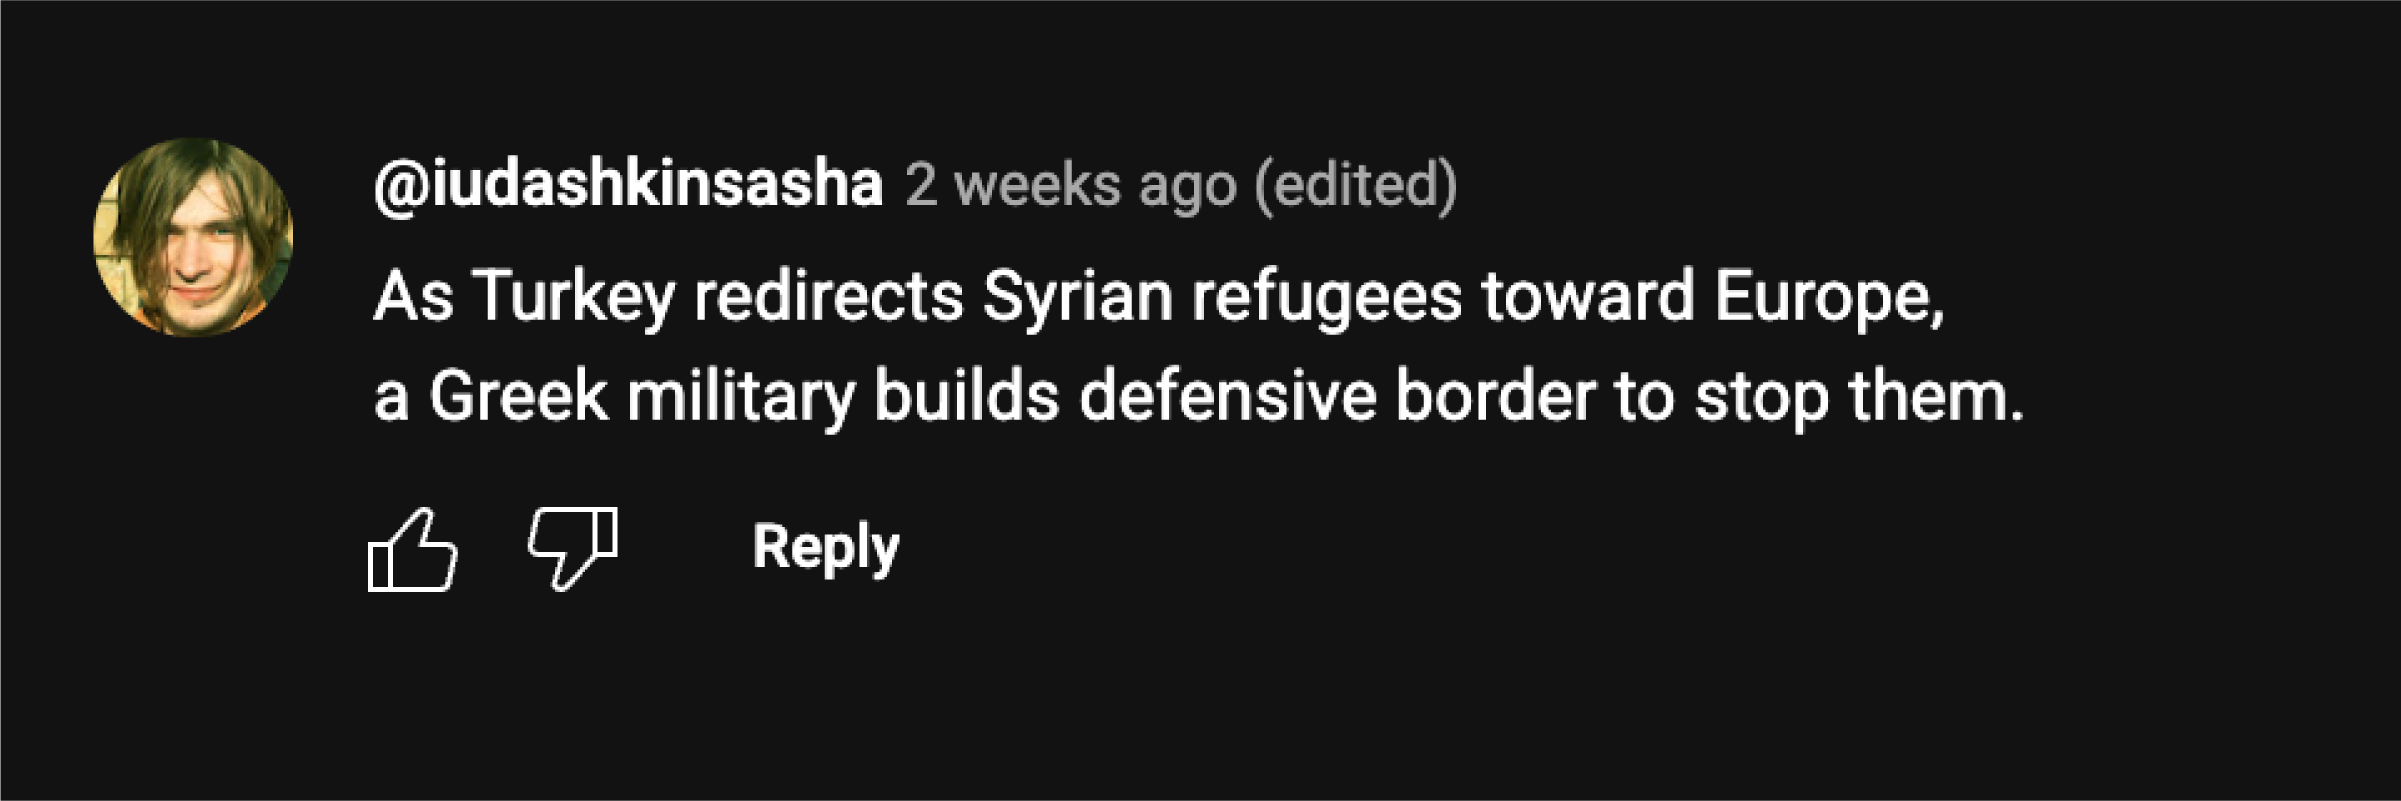 @iudashkinsasha 2 weeks ago (edited)
As Turkey redirects Syrian refugees toward Europe,
a Greek military builds defensive border to stop them.
Reply